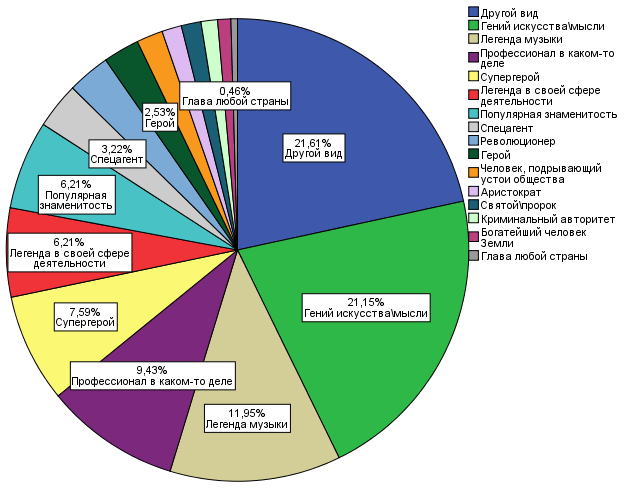 0,46%
Глава любой страны
2,53%
Герой
3,22%
Спецагент
6,21%
Популярная
знаменитость
6,21%
Легенда в своей сфере
деятельности
7,59%
Супергерой
9,43%
Профессионал в каком-то деле
11,95%
Легенда музыки
21,15%
Гений искусства\мысли
21,61%
Другой вид
Другой вид
Гений искусства\мысли
Легенда музыки
Профессионал в каком-то
деле
Супергерой
Легенда в своей сфере
деятельности
Популярная знаменитость
Спецагент
Революционер
Герой
Человек, подрывающий
устои общества
Аристократ
Святой\пророк
Криминальный авторитет
Богатейший человек
Земли
Глава любой страны